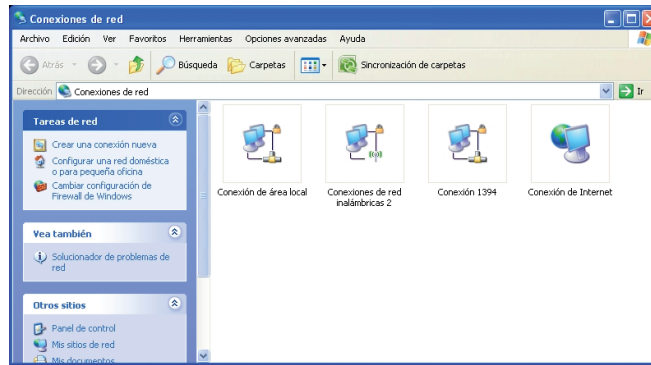 Conexiones de red
Archivo Edición Ver Favoritos Herramientas Opciones avanzadas Ayuda
Atrás Búsqueda Carpetas Sincronización de carpetas
Dirección Conexiones de red Ir
Tareas de red
Crear una conexión nueva
Configurar una red doméstica
o para pequeña oficina
Cambiar configuración de
Firewall de Windows
Vea también
Solucionador de problemas de
red
Otros sitios
Panel de control
Mis sitios de red
Mis documentos
Conexión de área local
Conexiones de red
inalámbricas 2
Conexión 1394
Conexión de Internet